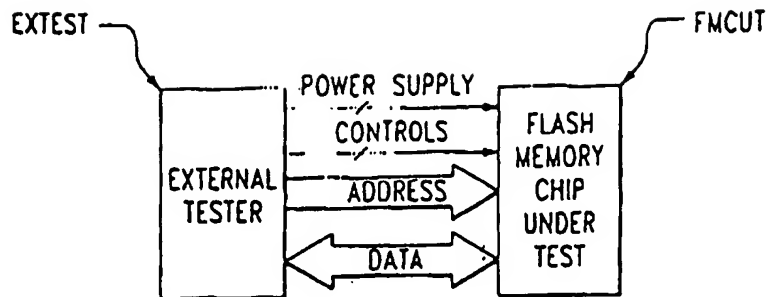 EXTEST
FMCUT
POWER SUPPLY
CONTROLS
ADDRESS
DATA
EXTERNAL
TESTER
FLASH
MEMORY
CHIP
UNDER
TEST